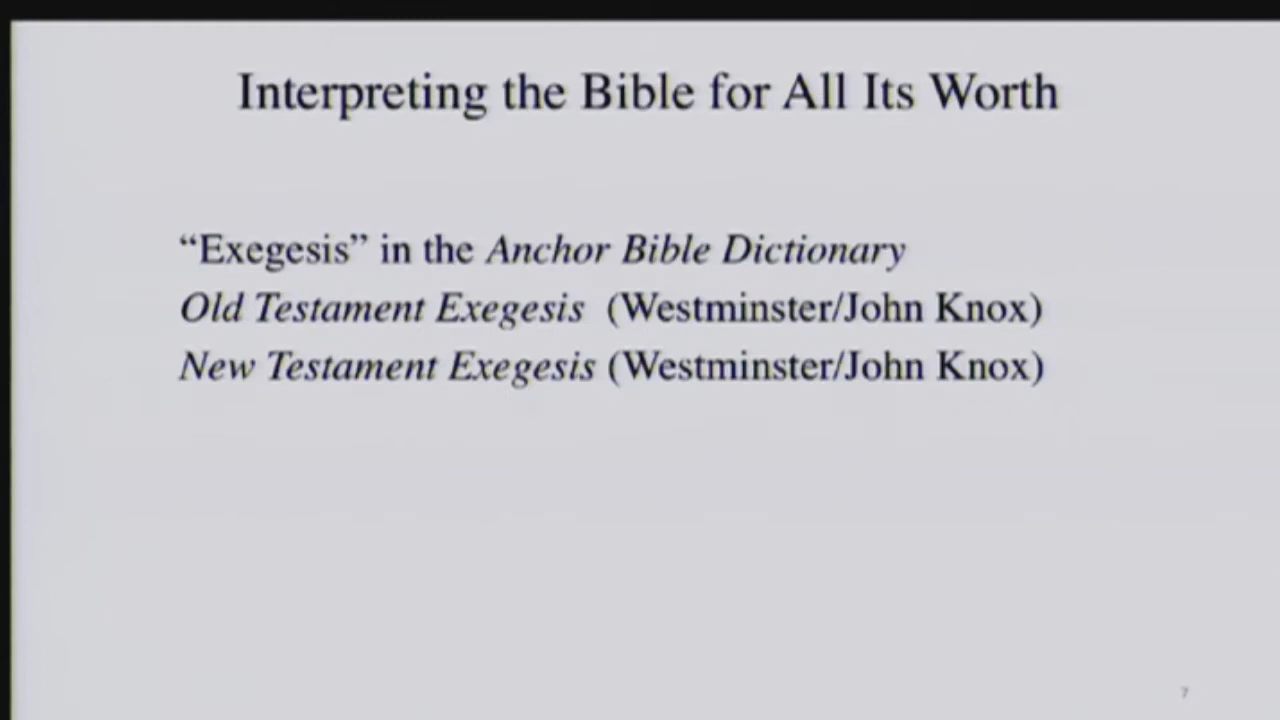 Interpreting the Bible for All Its Worth
“Exegesis” in the Anchor Bible Dictionary
Old Testament Exegesis (Westminster/John Knox)
New Testament Exegesis (Westminster/John Knox)
7